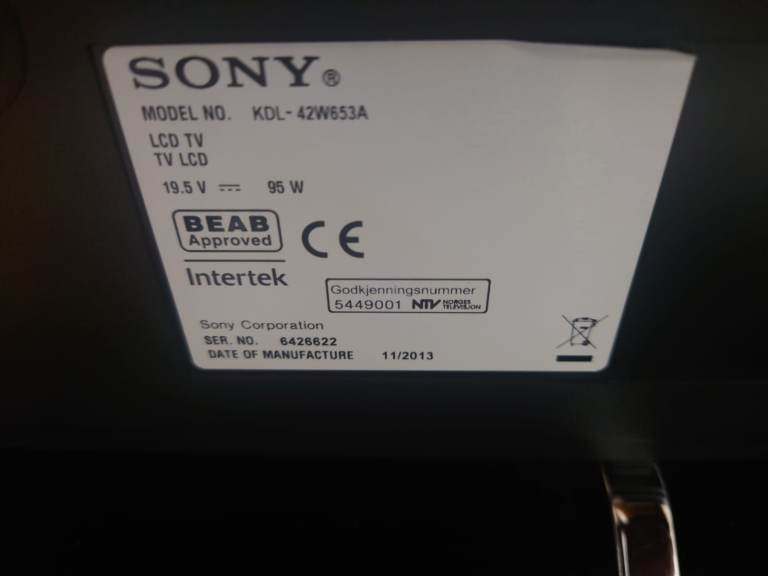 SONY®
MODEL NO. KDL-42W653A
LCD TV
TV LCD
19.5 V ⎓ 95 W
BEAB
Approved
CE
Intertek
Godkjenningsnummer
5449001 NTV NORGES TELEVISJON
Sony Corporation
SER. NO. 6426622
DATE OF MANUFACTURE 11/2013